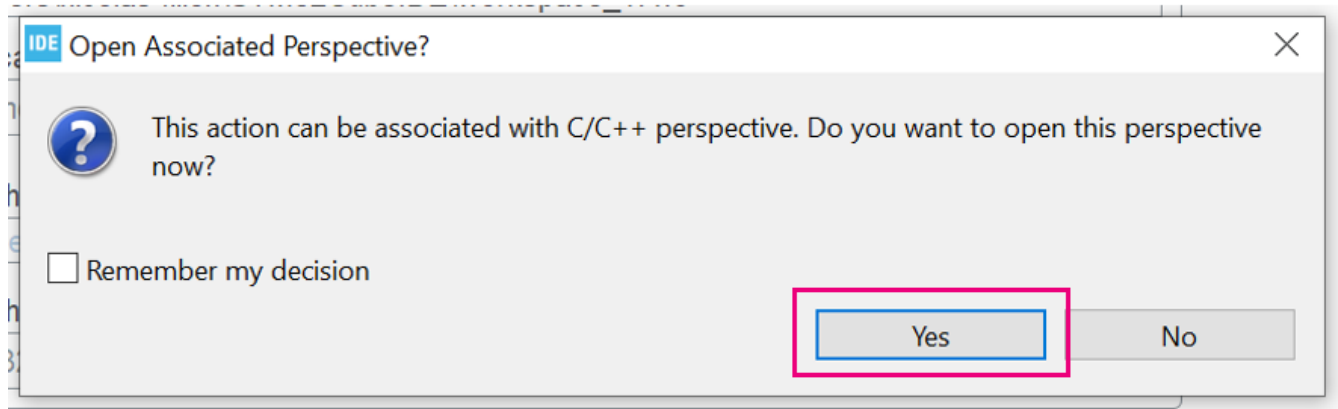 IDE Open Associated Perspective?
This action can be associated with C/C++ perspective. Do you want to open this perspective
now?
Remember my decision
Yes No